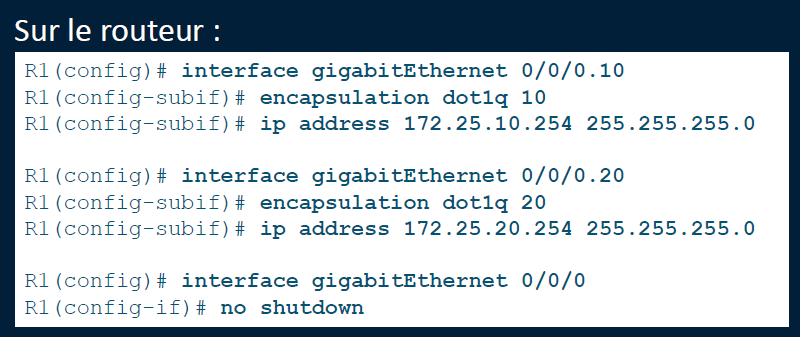 Sur le routeur :
R1(config)# interface gigabitEthernet 0/0/0.10
R1(config-subif)# encapsulation dot1q 10
R1(config-subif)# ip address 172.25.10.254 255.255.255.0
R1(config)# interface gigabitEthernet 0/0/0.20
R1(config-subif)# encapsulation dot1q 20
R1(config-subif)# ip address 172.25.20.254 255.255.255.0
R1(config)# interface gigabitEthernet 0/0/0
R1(config-if)# no shutdown